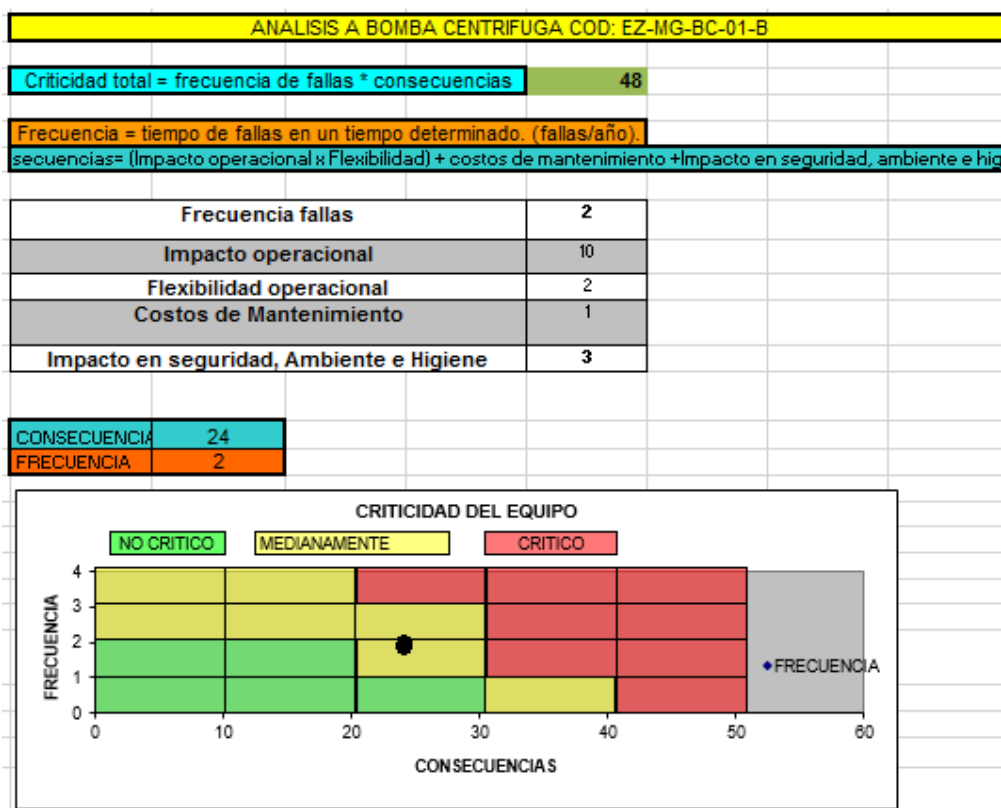 ANALISIS A BOMBA CENTRIFUGA COD: EZ-MG-BC-01-B
Criticidad total = frecuencia de fallas * consecuencias 48
Frecuencia = tiempo de fallas en un tiempo determinado. (fallas/año).
secuencias= (Impacto operacional x Flexibilidad) + costos de mantenimiento +Impacto en seguridad, ambiente e hig
Frecuencia fallas 2
Impacto operacional 10
Flexibilidad operacional 2
Costos de Mantenimiento 1
Impacto en seguridad, Ambiente e Higiene 3
CONSECUENCIA 24
FRECUENCIA 2
CRITICIDAD DEL EQUIPO
NO CRITICO MEDIANAMENTE CRITICO
4
3
2
1
0
FRECUENCIA
0 10 20 30 40 50 60
CONSECUENCIAS
FRECUENCIA